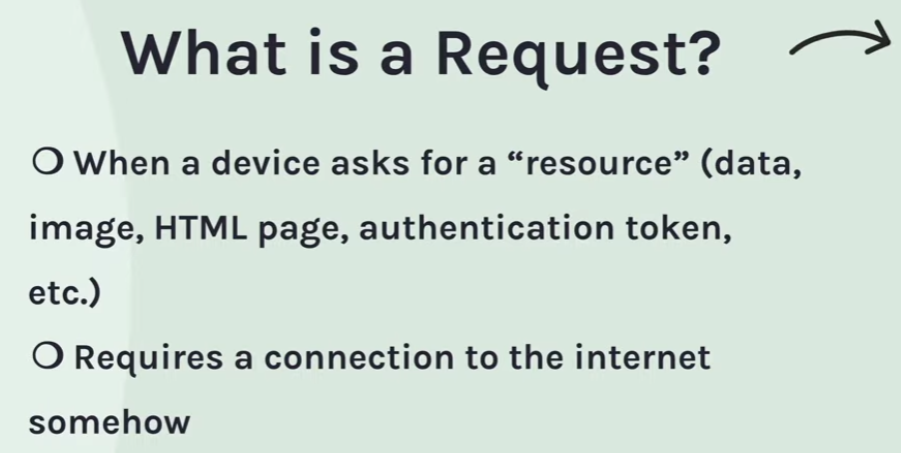 What is a Request?
❍ When a device asks for a “resource” (data,
image, HTML page, authentication token,
etc.)
❍ Requires a connection to the internet
somehow